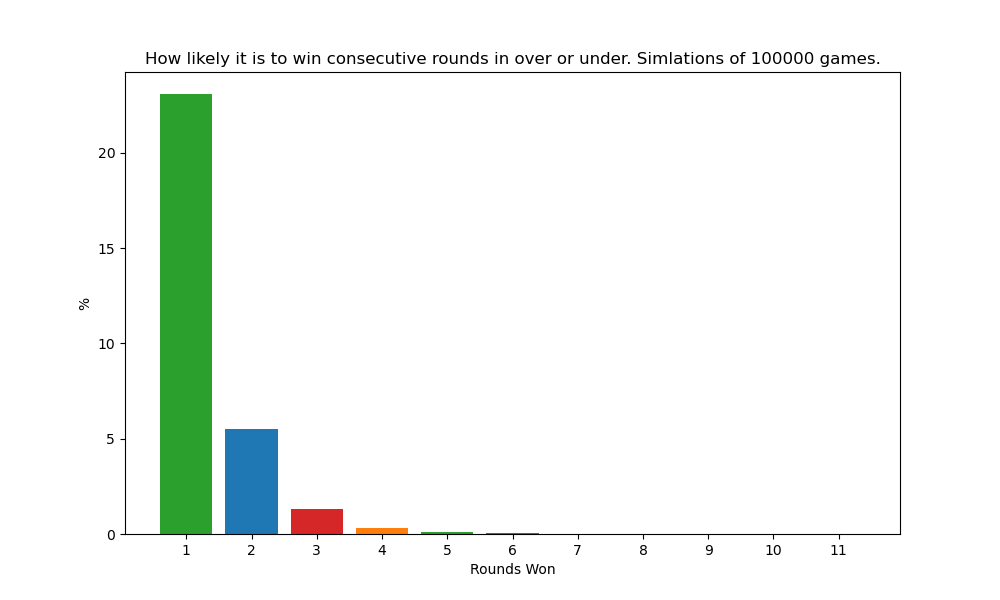 How likely it is to win consecutive rounds in over or under. Simlations of 100000 games.
20
15
10
5
0
%
1 2 3 4 5 6 7 8 9 10 11
Rounds Won